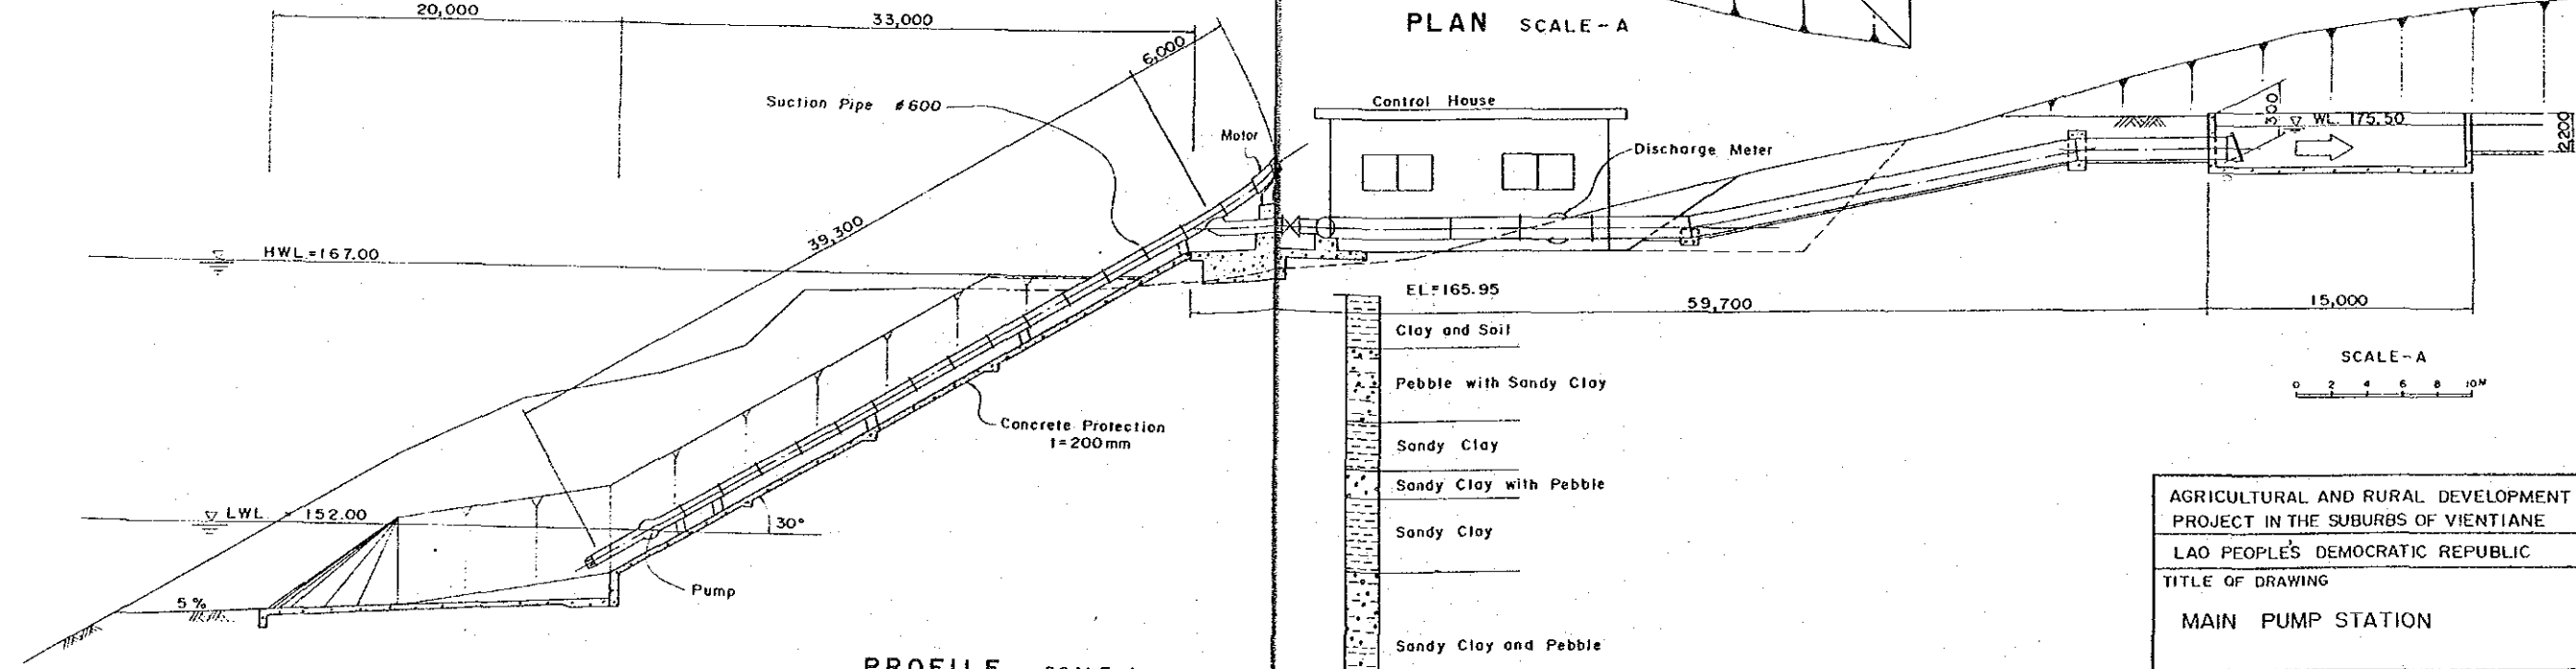 20,000
33,000
6,000
PLAN SCALE-A
Suction Pipe ø600
Control House
Motor
Discharge Meter
WL. 175.50
2,200
39,300
HWL=167.00
EL=165.95
59,700
15,000
Clay and Soil
SCALE-A
0 2 4 6 8 10M
Pebble with Sandy Clay
Concrete Protection
t=200mm
Sandy Clay
Sandy Clay with Pebble
LWL 152.00
30°
Sandy Clay
Pump
5%
Sandy Clay and Pebble
PROFILE
AGRICULTURAL AND RURAL DEVELOPMENT
PROJECT IN THE SUBURBS OF VIENTIANE
LAO PEOPLE'S DEMOCRATIC REPUBLIC
TITLE OF DRAWING
MAIN PUMP STATION